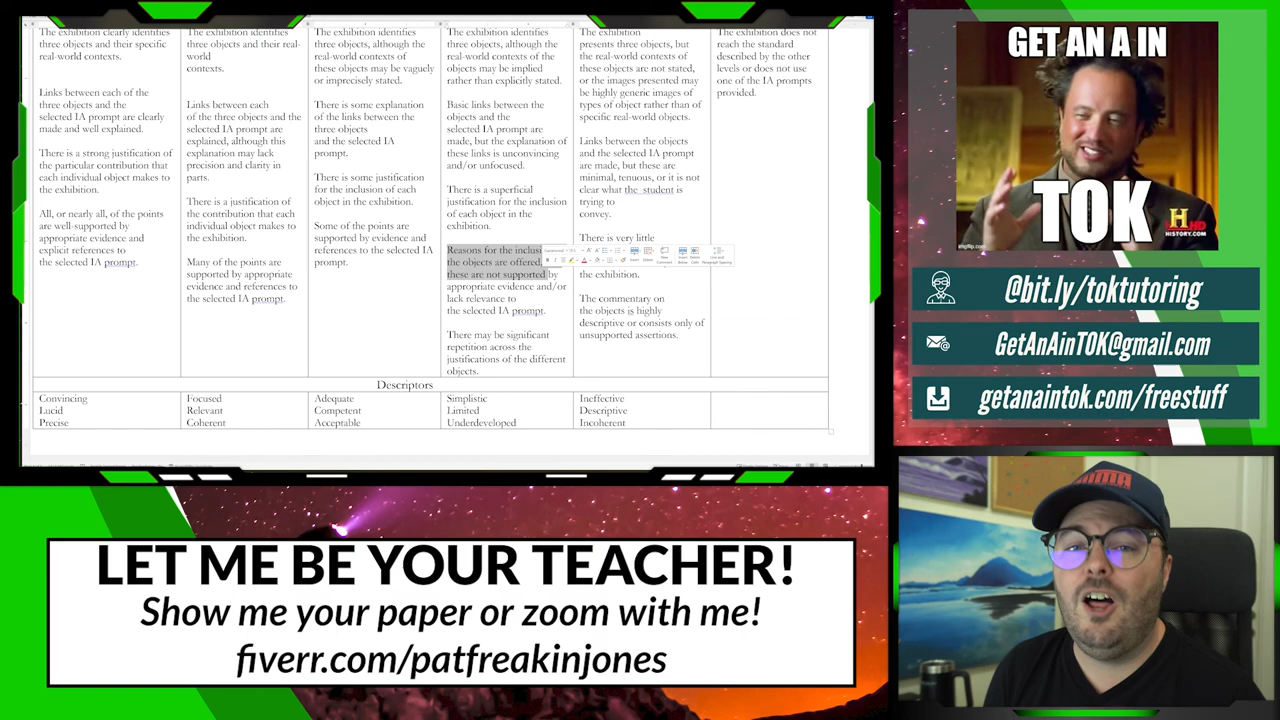 The exhibition clearly identifies
three objects and their specific
real-world contexts.
Links between each of the
three objects and the
selected IA prompt are clearly
made and well explained.
There is a strong justification of
the particular contribution that
each individual object makes to
the exhibition.
All, or nearly all, of the points
are well-supported by
appropriate evidence and
explicit references to
the selected IA prompt.
The exhibition identifies
three objects and their real-
world
contexts.
Links between each
of the three objects and the
selected IA prompt are
explained, although this
explanation may lack
precision and clarity in
parts.
There is a justification of
the contribution that each
individual object makes to
the exhibition.
Many of the points are
supported by appropriate
evidence and references to
the selected IA prompt.
The exhibition identifies
three objects, although the
real-world contexts of
these objects may be vaguely
or imprecisely stated.
There is some explanation
of the links between the
three objects
and the selected IA
prompt.
There is some justification
for the inclusion of each
object in the exhibition.
Some of the points are
supported by evidence and
references to the selected IA
prompt.
The exhibition identifies
three objects, although the
real-world contexts of the
objects may be implied
rather than explicitly stated.
Basic links between the
objects and the
selected IA prompt are
made, but the explanation of
these links is unconvincing
and/or unfocused.
There is a superficial
justification for the inclusion
of each object in the
exhibition.
Reasons for the inclusi
the objects are offered,
these are not supported by
appropriate evidence and/or
lack relevance to
the selected IA prompt.
There may be significant
repetition across the
justifications of the different
objects.
The exhibition
presents three objects, but
the real-world contexts of
these objects are not stated,
or the images presented may
be highly generic images of
types of object rather than of
specific real-world objects.
Links between the objects
and the selected IA prompt
are made, but these are
minimal, tenuous, or it is not
clear what the student is
trying to
convey.
There is very little
the exhibition.
The commentary on
the objects is highly
descriptive or consists only of
unsupported assertions.
The exhibition does not
reach the standard
described by the other
levels or does not use
one of the IA prompts
provided.
Descriptors
Convincing
Lucid
Precise
Focused
Relevant
Coherent
Adequate
Competent
Acceptable
Simplistic
Limited
Underdeveloped
Ineffective
Descriptive
Incoherent
GET AN A IN
TOK
H
HISTORY.COM
imgflip.com
@bit.ly/toktutoring
GetAnAinTOK@gmail.com
getanaintok.com/freestuff
LET ME BE YOUR TEACHER!
Show me your paper or zoom with me!
fiverr.com/patfreakinjones
PUMA